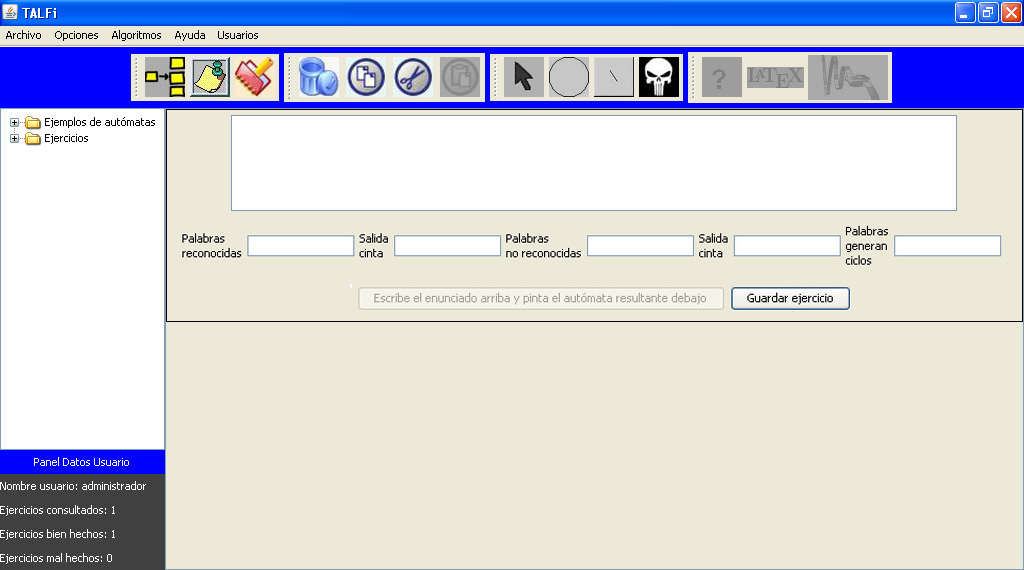 TALFi
Archivo Opciones Algoritmos Ayuda Usuarios
? LATEX
Ejemplos de autómatas
Ejercicios
Palabras reconocidas
Salida cinta
Palabras no reconocidas
Salida cinta
Palabras generan ciclos
Escribe el enunciado arriba y pinta el autómata resultante debajo
Guardar ejercicio
Panel Datos Usuario
Nombre usuario: administrador
Ejercicios consultados: 1
Ejercicios bien hechos: 1
Ejercicios mal hechos: 0